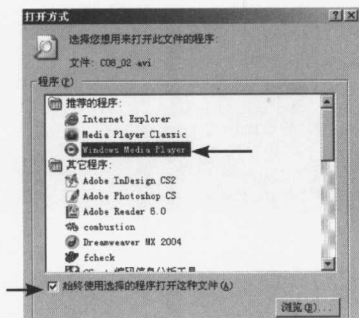 打开方式
选择您想用来打开此文件的程序:
文件: C08_02.avi
程序(P)
推荐的程序:
Internet Explorer
Media Player Classic
Windows Media Player
其它程序:
Adobe InDesign CS2
Adobe Photoshop CS
Adobe Reader 6.0
combustion
Dreamweaver MX 2004
fcheck
始终使用选择的程序打开这种文件(A)
浏览(B)...